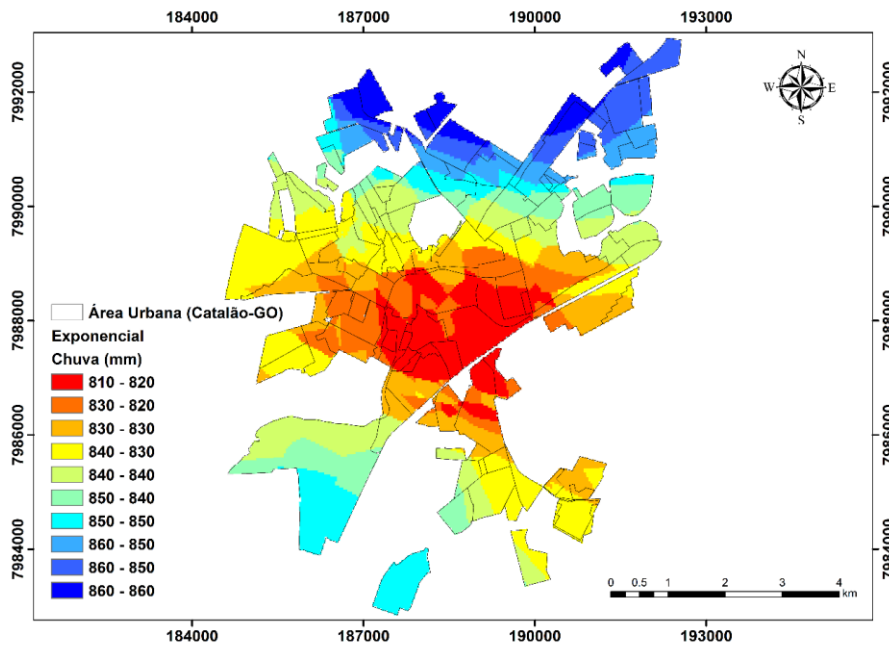 184000 187000 190000 193000
7992000 7992000
N
W E
S
7990000 7990000
7988000 7988000
Área Urbana (Catalão-GO)
Exponencial
Chuva (mm)
810 - 820
830 - 820
830 - 830
840 - 830
840 - 840
850 - 840
850 - 850
860 - 850
860 - 850
860 - 860
7986000 7986000
7984000 7984000
0 0.5 1 2 3 4
km
184000 187000 190000 193000